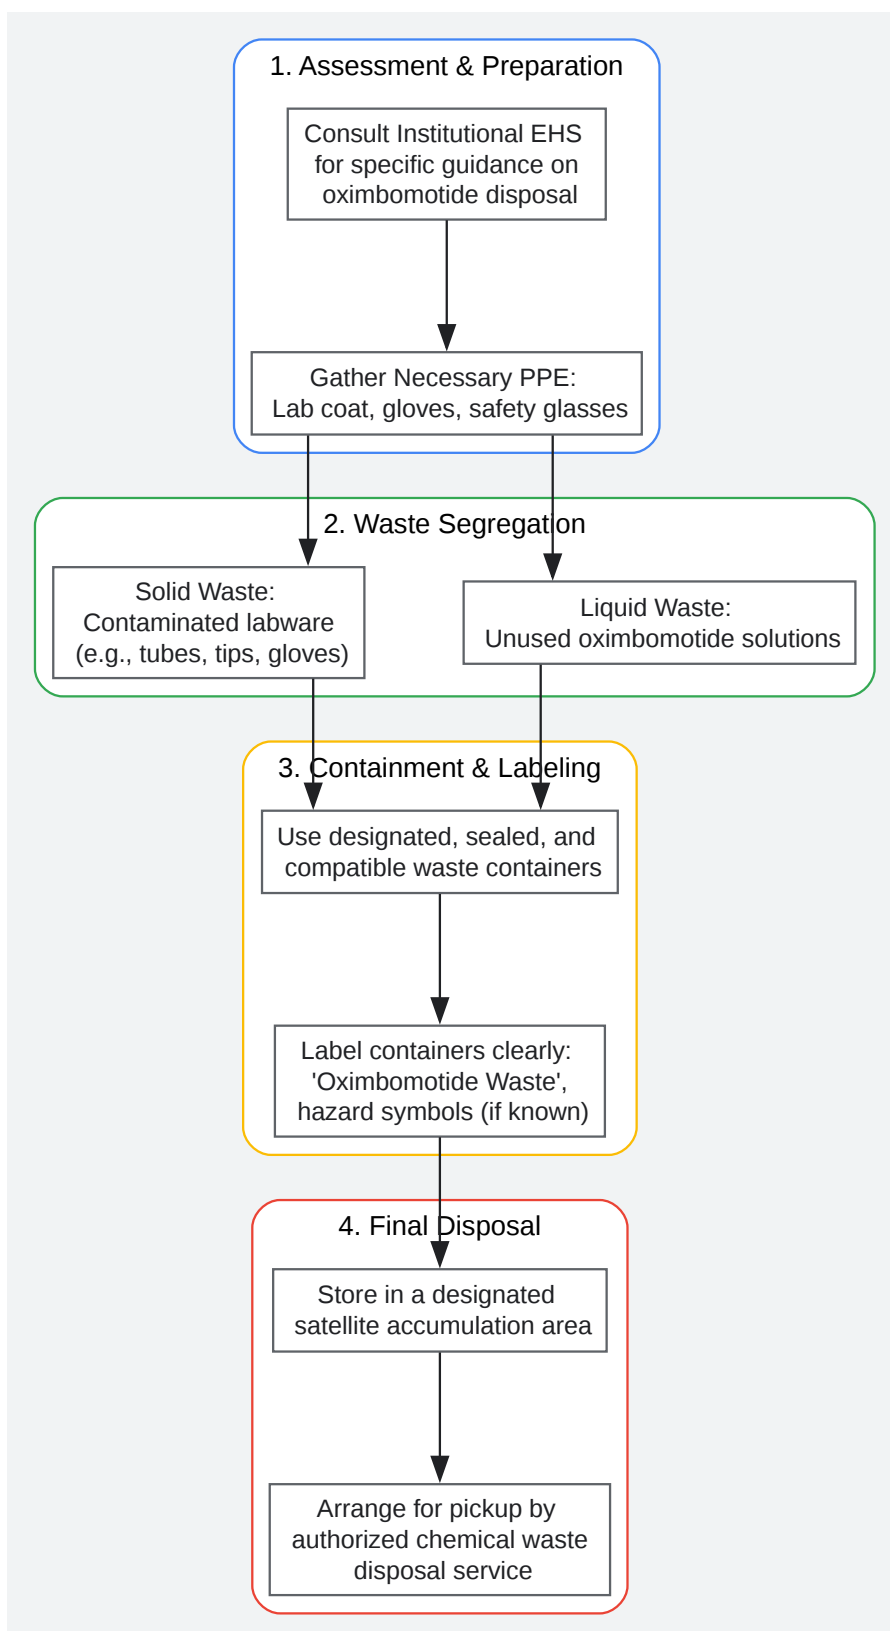 1. Assessment & Preparation
Consult Institutional EHS
for specific guidance on
oximbomotide disposal
Gather Necessary PPE:
Lab coat, gloves, safety glasses
2. Waste Segregation
Solid Waste:
Contaminated labware
(e.g., tubes, tips, gloves)
Liquid Waste:
Unused oximbomotide solutions
3. Containment & Labeling
Use designated, sealed, and
compatible waste containers
Label containers clearly:
'Oximbomotide Waste',
hazard symbols (if known)
4. Final Disposal
Store in a designated
satellite accumulation area
Arrange for pickup by
authorized chemical waste
disposal service